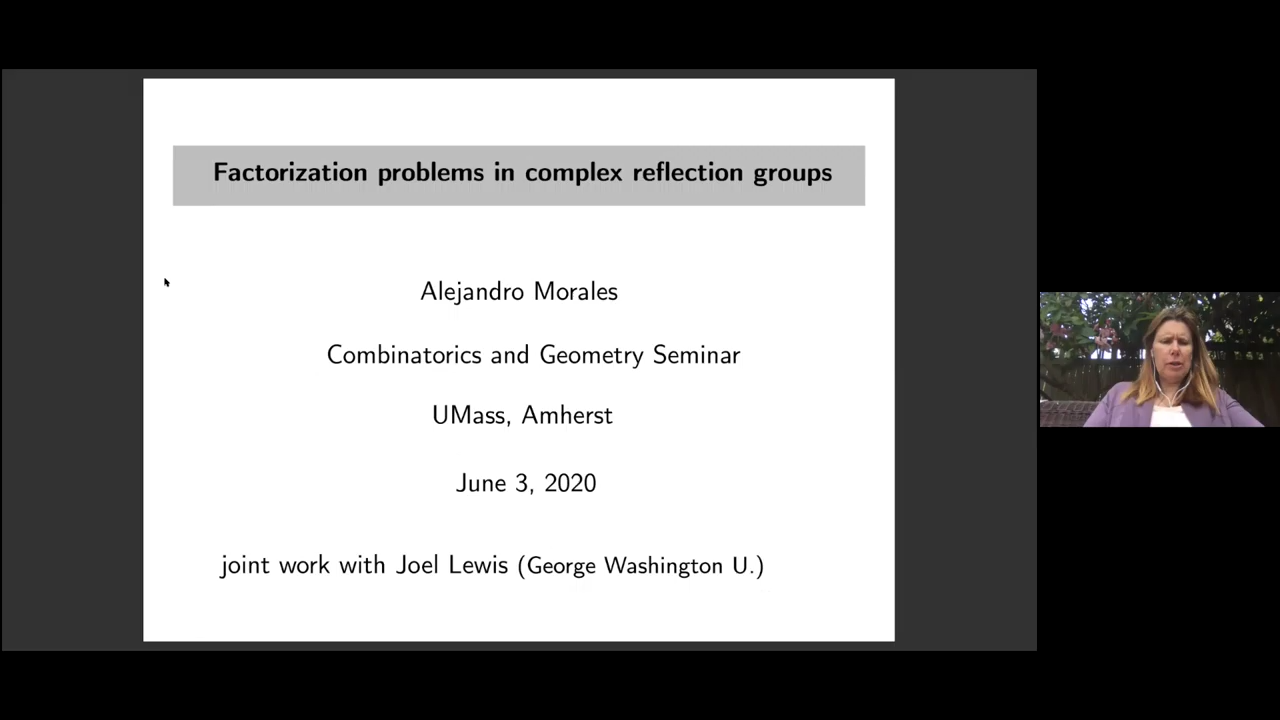 Factorization problems in complex reflection groups
Alejandro Morales
Combinatorics and Geometry Seminar
UMass, Amherst
June 3, 2020
joint work with Joel Lewis (George Washington U.)